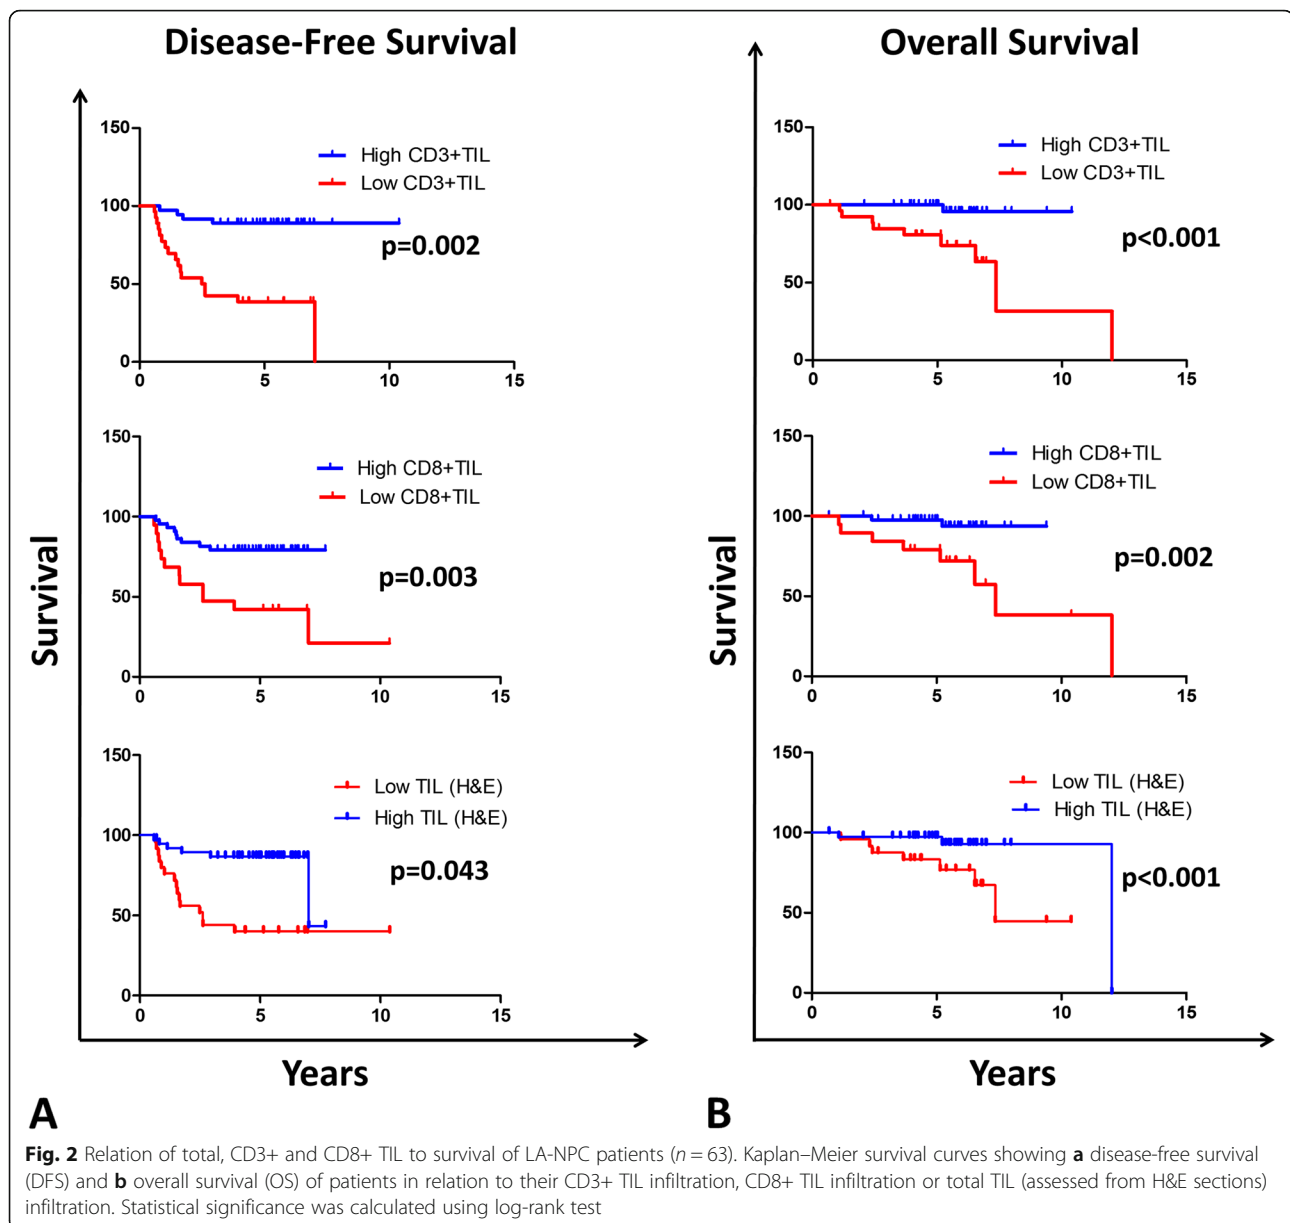 Disease-Free Survival
150
100
50
0
0 5 10 15
High CD3+TIL
Low CD3+TIL
p=0.002
150
100
50
0
0 5 10 15
High CD8+TIL
Low CD8+TIL
p=0.003
150
100
50
0
0 5 10 15
Low TIL (H&E)
High TIL (H&E)
p=0.043
Survival
Years
A
Overall Survival
150
100
50
0
0 5 10 15
High CD3+TIL
Low CD3+TIL
p<0.001
150
100
50
0
0 5 10 15
High CD8+TIL
Low CD8+TIL
p=0.002
150
100
50
0
0 5 10 15
Low TIL (H&E)
High TIL (H&E)
p<0.001
Survival
Years
B
Fig. 2 Relation of total, CD3+ and CD8+ TIL to survival of LA-NPC patients (n = 63). Kaplan–Meier survival curves showing a disease-free survival
(DFS) and b overall survival (OS) of patients in relation to their CD3+ TIL infiltration, CD8+ TIL infiltration or total TIL (assessed from H&E sections)
infiltration. Statistical significance was calculated using log-rank test